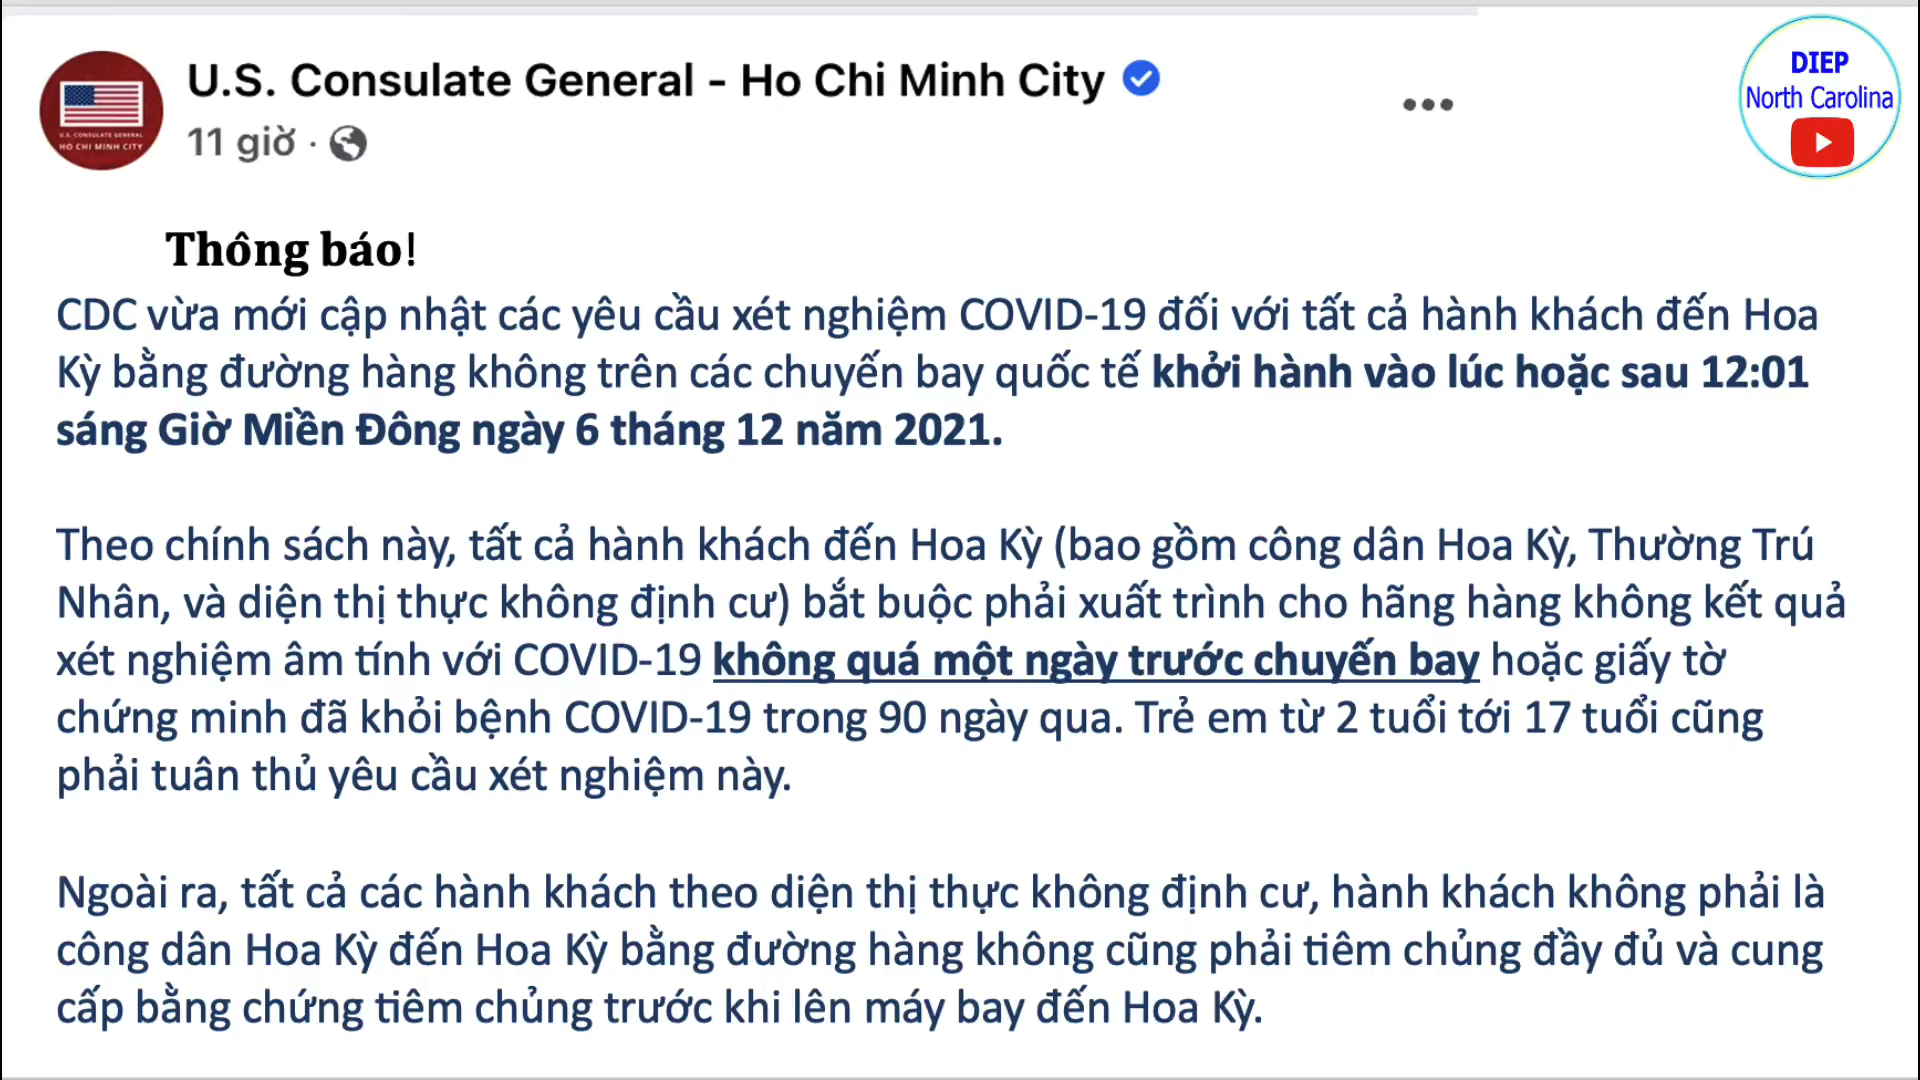 U.S. Consulate General - Ho Chi Minh City
11 giờ ·
U.S. CONSULATE GENERAL
HO CHI MINH CITY
DIEP
North Carolina
Thông báo!
CDC vừa mới cập nhật các yêu cầu xét nghiệm COVID-19 đối với tất cả hành khách đến Hoa
Kỳ bằng đường hàng không trên các chuyến bay quốc tế khởi hành vào lúc hoặc sau 12:01
sáng Giờ Miền Đông ngày 6 tháng 12 năm 2021.
Theo chính sách này, tất cả hành khách đến Hoa Kỳ (bao gồm công dân Hoa Kỳ, Thường Trú
Nhân, và diện thị thực không định cư) bắt buộc phải xuất trình cho hãng hàng không kết quả
xét nghiệm âm tính với COVID-19 không quá một ngày trước chuyến bay hoặc giấy tờ
chứng minh đã khỏi bệnh COVID-19 trong 90 ngày qua. Trẻ em từ 2 tuổi tới 17 tuổi cũng
phải tuân thủ yêu cầu xét nghiệm này.
Ngoài ra, tất cả các hành khách theo diện thị thực không định cư, hành khách không phải là
công dân Hoa Kỳ đến Hoa Kỳ bằng đường hàng không cũng phải tiêm chủng đầy đủ và cung
cấp bằng chứng tiêm chủng trước khi lên máy bay đến Hoa Kỳ.